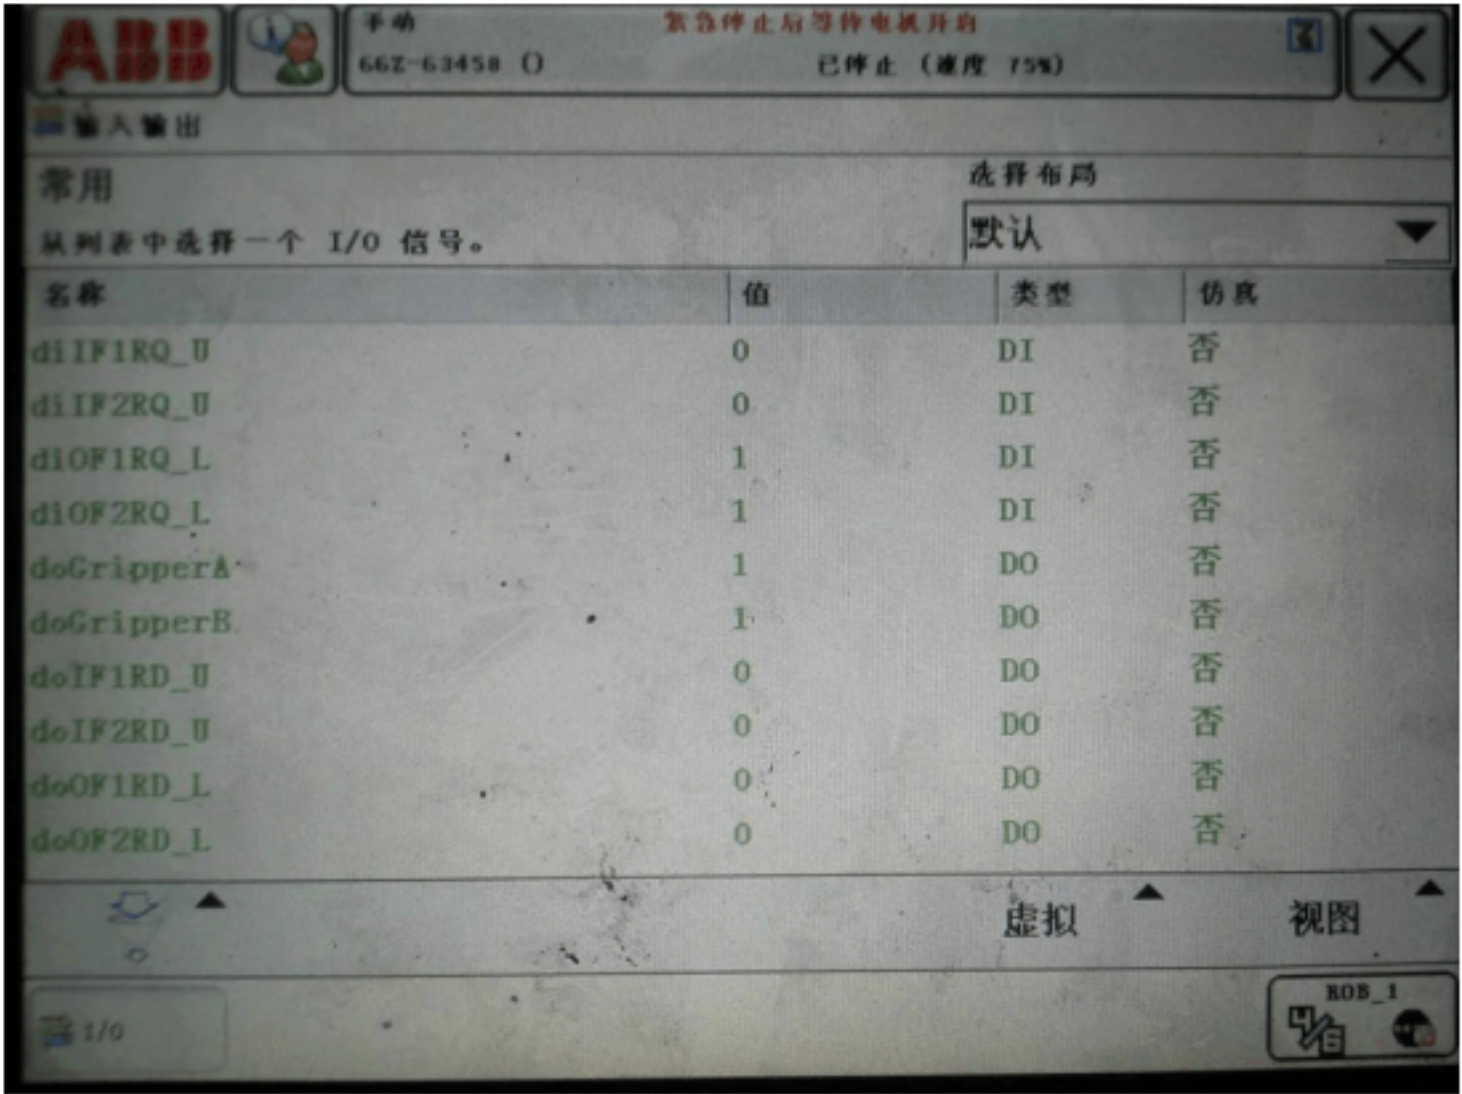 ABB
手动
紧急停止后等待电机开启
66Z-63458 ()
已停止 (速度 75%)
输入输出
常用
选择布局
从列表中选择一个 I/O 信号。
默认
名称 值 类型 仿真
diIF1RQ_U 0 DI 否
diIF2RQ_U 0 DI 否
diOF1RQ_L 1 DI 否
diOF2RQ_L 1 DI 否
doGripperA 1 DO 否
doGripperB 1 DO 否
doIF1RD_U 0 DO 否
doIF2RD_U 0 DO 否
doOF1RD_L 0 DO 否
doOF2RD_L 0 DO 否
虚拟 视图
I/O
ROB_1